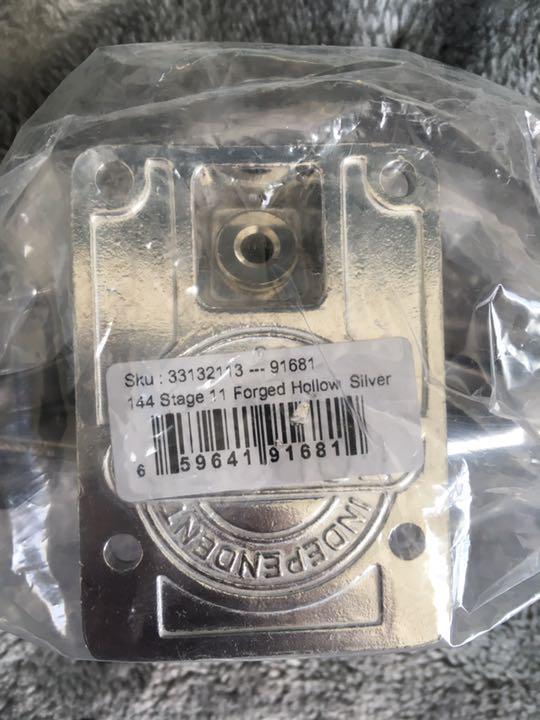 Sku : 33132113 --- 91681
144 Stage 11 Forged Hollow Silver
6 59641 91681
INDEPENDENT